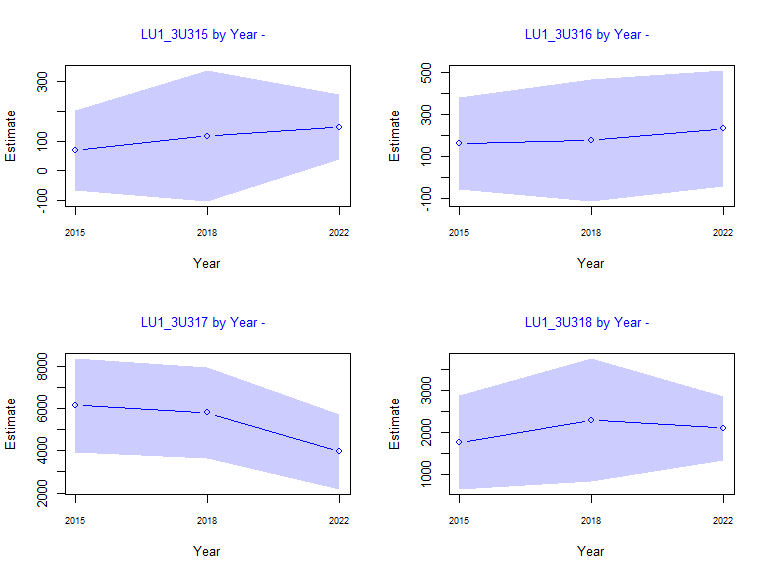 LU1_3U315 by Year -
Estimate
300
100
0
-100
2015
2018
2022
Year
LU1_3U316 by Year -
Estimate
500
300
100
-100
2015
2018
2022
Year
LU1_3U317 by Year -
Estimate
8000
6000
4000
2000
2015
2018
2022
Year
LU1_3U318 by Year -
Estimate
3000
2000
1000
2015
2018
2022
Year